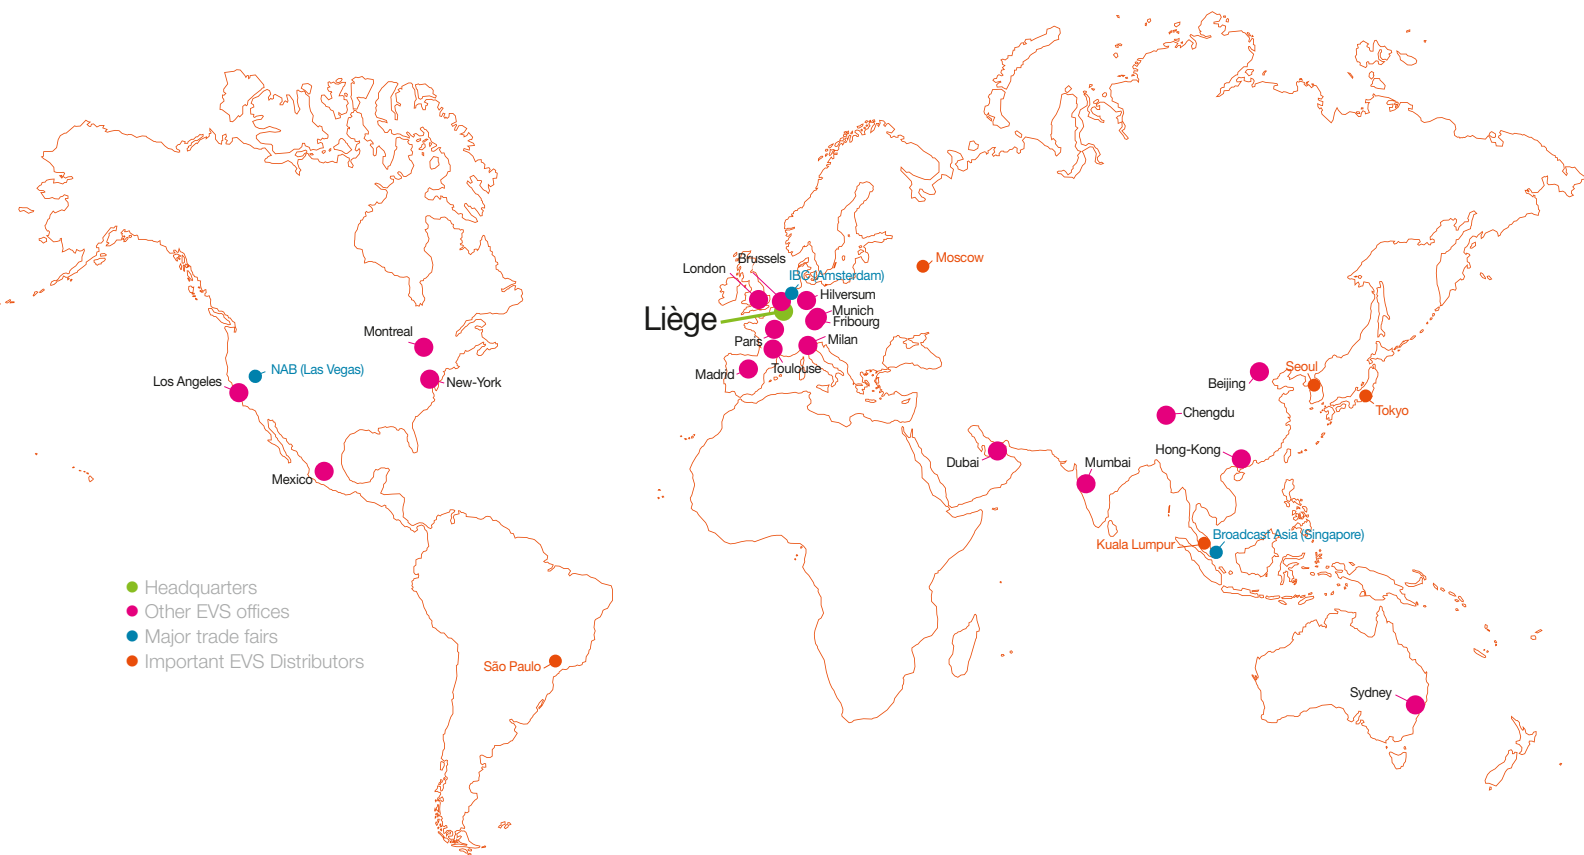 Moscow
Brussels
London
IBC (Amsterdam)
Hilversum
Liège
Munich
Fribourg
Montreal
Paris
Milan
NAB (Las Vegas)
Toulouse
Madrid
Los Angeles
New-York
Seoul
Beijing
Tokyo
Chengdu
Hong-Kong
Dubai
Mumbai
Mexico
Broadcast Asia (Singapore)
Kuala Lumpur
Headquarters
Other EVS offices
Major trade fairs
Important EVS Distributors
São Paulo
Sydney